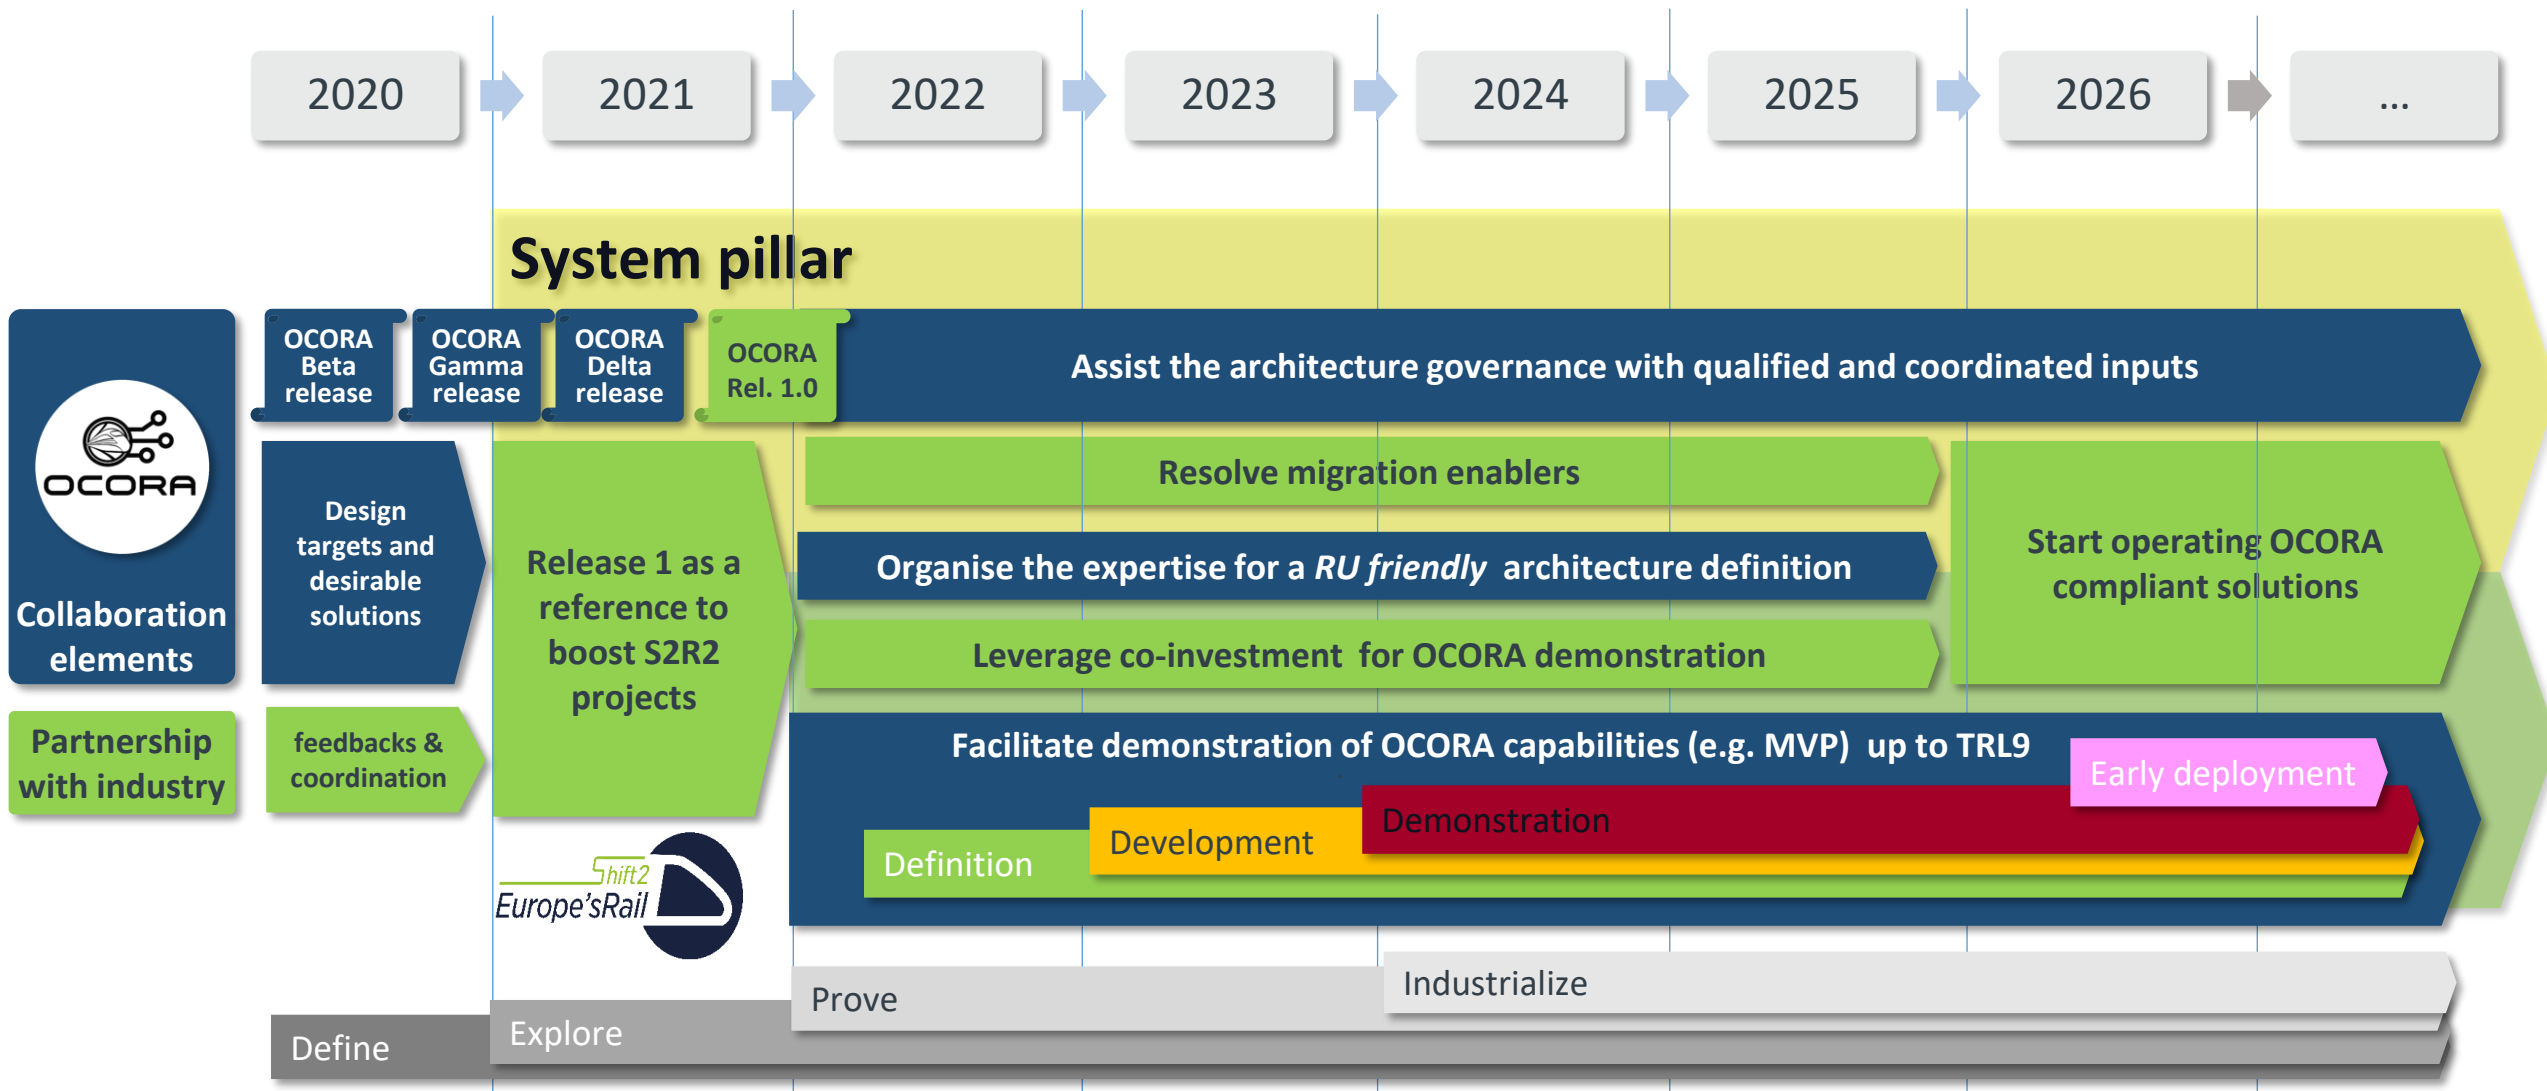 2020
2021
2022
2023
2024
2025
2026
...
System pillar
OCORA
Beta
release
OCORA
Gamma
release
OCORA
Delta
release
OCORA
Rel. 1.0
Assist the architecture governance with qualified and coordinated inputs
OCORA
Collaboration
elements
Design
targets and
desirable
solutions
Release 1 as a
reference to
boost S2R2
projects
Resolve migration enablers
Organise the expertise for a RU friendly architecture definition
Leverage co-investment for OCORA demonstration
Start operating OCORA
compliant solutions
Partnership
with industry
feedbacks &
coordination
Facilitate demonstration of OCORA capabilities (e.g. MVP) up to TRL9
Early deployment
Demonstration
Development
Definition
Shift2
Europe'sRail
Industrialize
Prove
Explore
Define